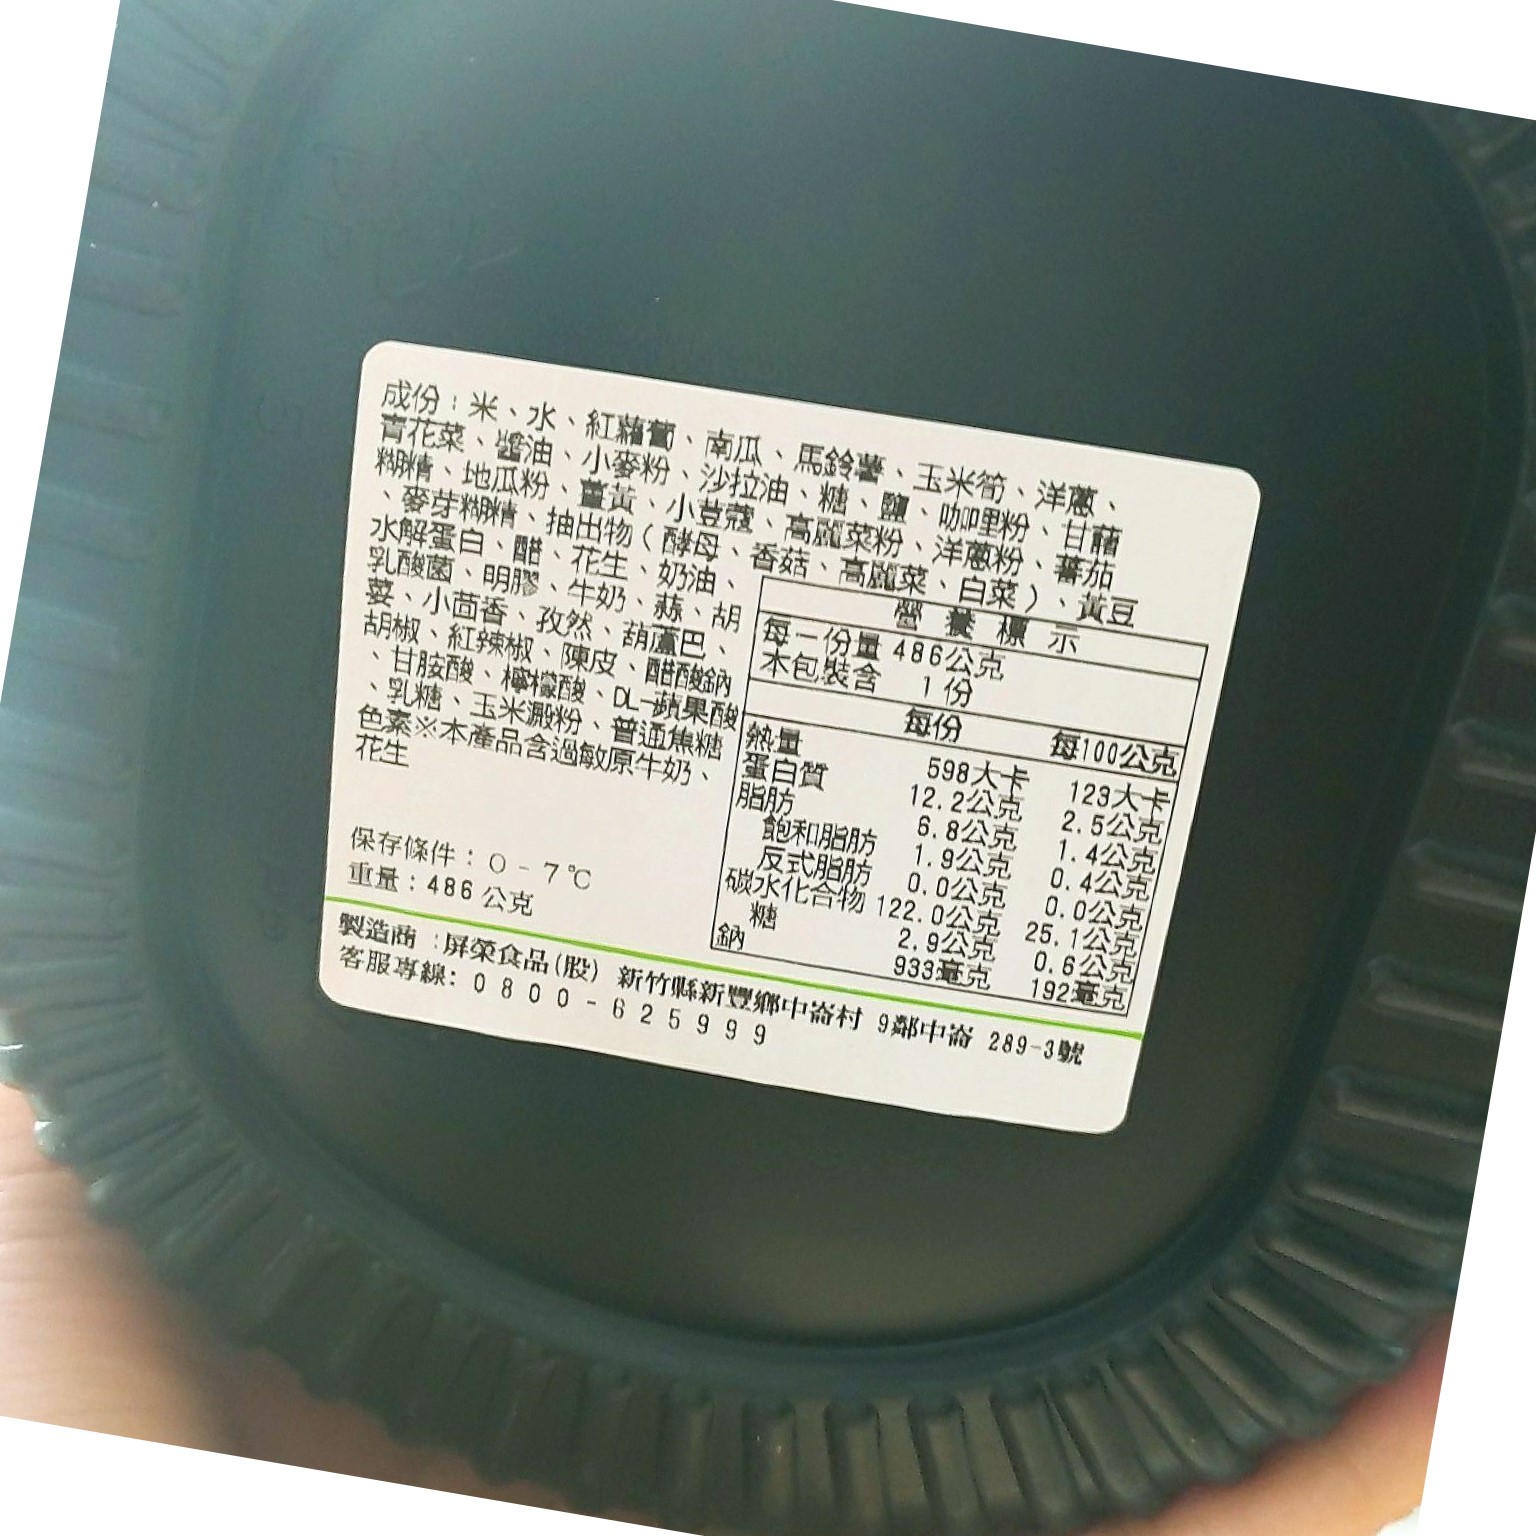 成份：米、水、紅蘿蔔、南瓜、馬鈴薯、玉米筍、洋蔥、
青花菜、醬油、小麥粉、沙拉油、糖、鹽、咖哩粉、甘藷
糊精、地瓜粉、薑黃、小荳蔻、高麗菜粉、洋蔥粉、蕃茄
、麥芽糊精、抽出物(酵母、香菇、高麗菜、白菜)、黃豆
水解蛋白、醋、花生、奶油、
乳酸菌、明膠、牛奶、蒜、胡
荽、小茴香、孜然、葫蘆巴、
胡椒、紅辣椒、陳皮、醋酸鈉
、甘胺酸、檸檬酸、DL-蘋果酸
、乳糖、玉米澱粉、普通焦糖
色素※本產品含過敏原牛奶、
花生
營養標示
每一份量 486公克
本包裝含 1 份
每份 每100公克
熱量 598大卡 123大卡
蛋白質 12.2公克 2.5公克
脂肪 6.8公克 1.4公克
飽和脂肪 1.9公克 0.4公克
反式脂肪 0.0公克 0.0公克
碳水化合物 122.0公克 25.1公克
糖 2.9公克 0.6公克
鈉 933毫克 192毫克
保存條件：0-7℃
重量：486 公克
製造商：屏榮食品(股) 新竹縣新豐鄉中崙村 9鄰中崙 289-3號
客服專線：0800-625999